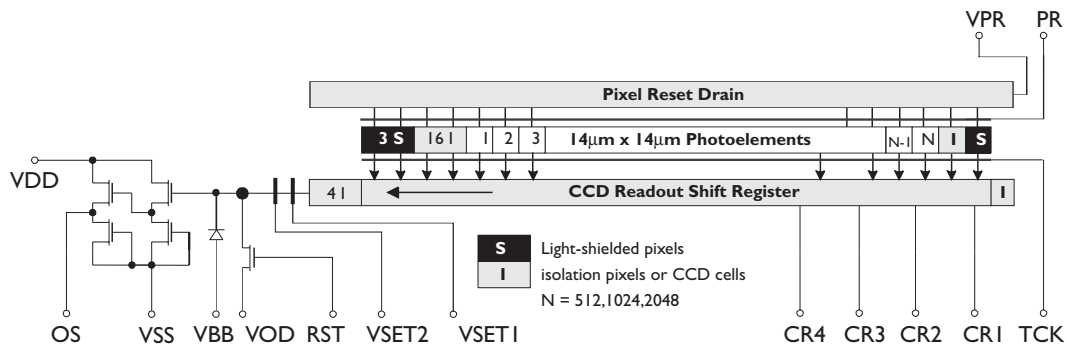 VPR PR
Pixel Reset Drain
3 S 16 I 1 2 3 14μm x 14μm Photoelements N-1 N I S
VDD
4 I CCD Readout Shift Register I
S Light-shielded pixels
I isolation pixels or CCD cells
N = 512,1024,2048
OS VSS VBB VOD RST VSET2 VSET1 CR4 CR3 CR2 CR1 TCK